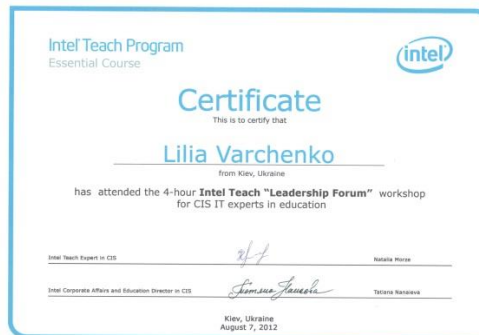 Intel® Teach Program
Essential Course
intel
Certificate
This is to certify that
Lilia Varchenko
from Kiev, Ukraine
has attended the 4-hour Intel Teach "Leadership Forum" workshop
for CIS IT experts in education
Intel Teach Expert in CIS Natalia Morze
Intel Corporate Affairs and Education Director in CIS Tatiana Nanaieva
Kiev, Ukraine
August 7, 2012